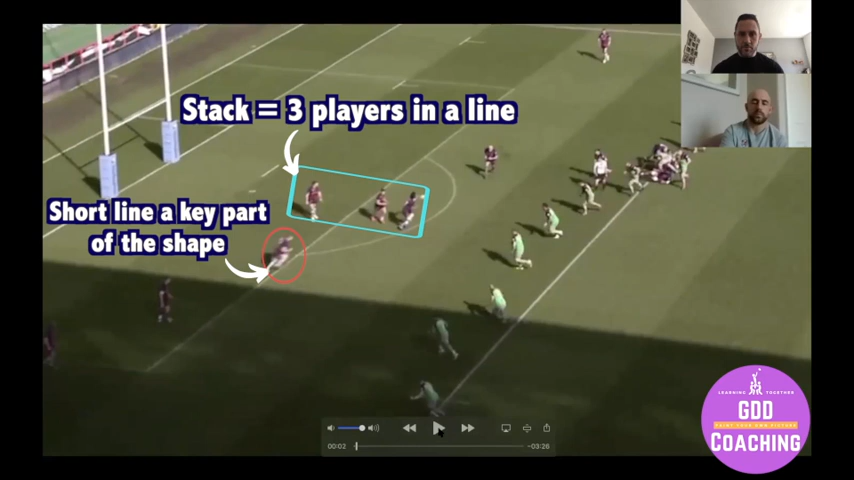 Stack = 3 players in a line
Short line a key part
of the shape
00:02
-03:26
LEARNING TOGETHER
GDD
PAINT YOUR OWN PICTURE
COACHING